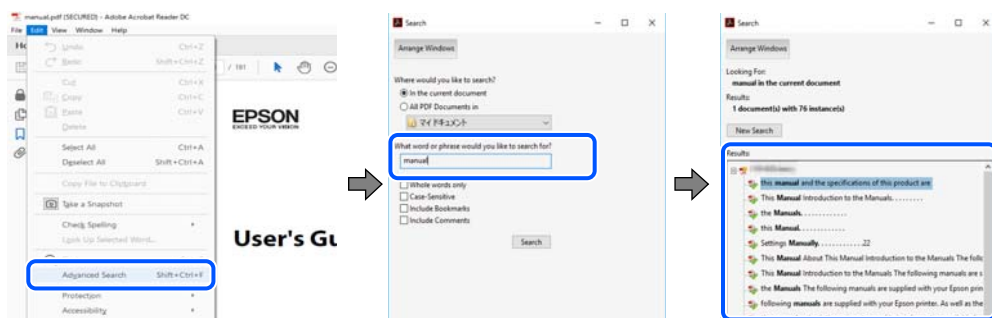 manual.pdf (SECURED) - Adobe Acrobat Reader DC
File Edit View Window Help
Undo Ctrl+Z
Redo Shift+Ctrl+Z
Cut Ctrl+X
Copy Ctrl+C
Paste Ctrl+V
Delete
Select All Ctrl+A
Deselect All Shift+Ctrl+A
Copy File to Clipboard
Take a Snapshot
Check Spelling
Look Up Selected Word...
Advanced Search Shift+Ctrl+F
Protection
Accessibility
/ 181
EPSON
EXCEED YOUR VISION
User's Gu
Search
Arrange Windows
Where would you like to search?
In the current document
All PDF Documents in
マイドキュメント
What word or phrase would you like to search for?
manual
Whole words only
Case-Sensitive
Include Bookmarks
Include Comments
Search
Search
Arrange Windows
Looking For:
manual in the current document
Results:
1 document(s) with 76 instance(s)
New Search
Results:
this manual and the specifications of this product are
This Manual Introduction to the Manuals. . . . . . . . .
the Manuals. . . . . . . . . . . . .
this Manual. . . . . . . . . . . . .
Settings Manually. . . . . . . . . . . . .22
This Manual About This Manual Introduction to the Manuals The follo
This Manual Introduction to the Manuals The following manuals are s
the Manuals The following manuals are supplied with your Epson prin
following manuals are supplied with your Epson printer. As well as the